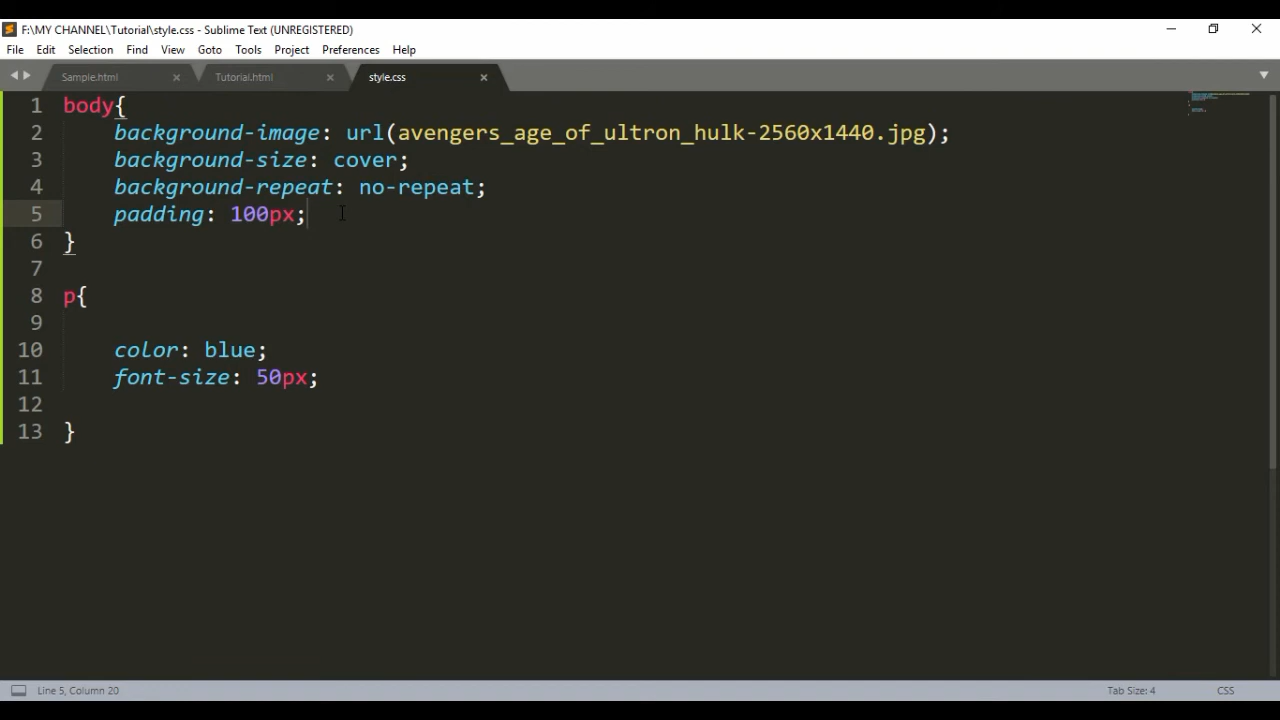 F:\MY CHANNEL\Tutorial\style.css - Sublime Text (UNREGISTERED)
File Edit Selection Find View Goto Tools Project Preferences Help
Sample.html × Tutorial.html × style.css ×
1 body{
2     background-image: url(avengers_age_of_ultron_hulk-2560x1440.jpg);
3     background-size: cover;
4     background-repeat: no-repeat;
5     padding: 100px;
6 }
7
8 p{
9
10     color: blue;
11     font-size: 50px;
12
13 }
Line 5, Column 20 Tab Size: 4 CSS